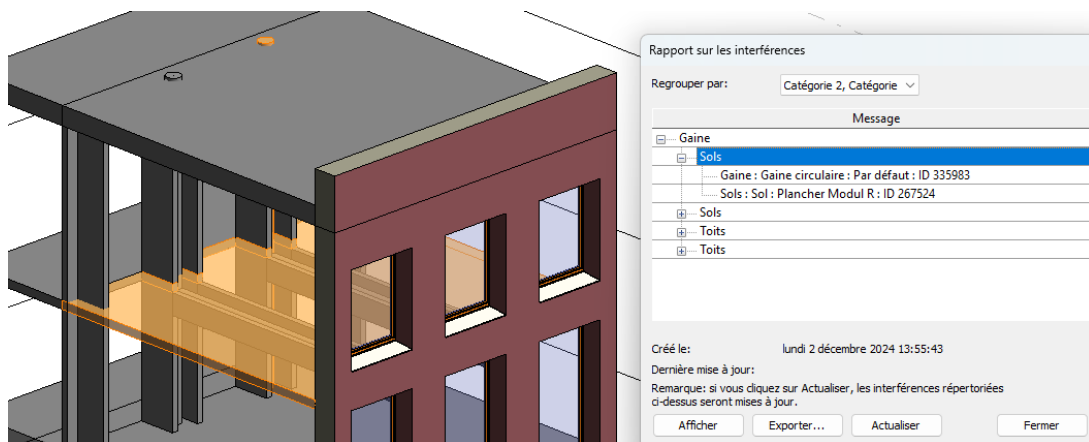 Rapport sur les interférences
Regrouper par: Catégorie 2, Catégorie
Message
Gaine
Sols
Gaine : Gaine circulaire : Par défaut : ID 335983
Sols : Sol : Plancher Modul R : ID 267524
Sols
Toits
Toits
Créé le: lundi 2 décembre 2024 13:55:43
Dernière mise à jour:
Remarque: si vous cliquez sur Actualiser, les interférences répertoriées
ci-dessus seront mises à jour.
Afficher Exporter... Actualiser Fermer